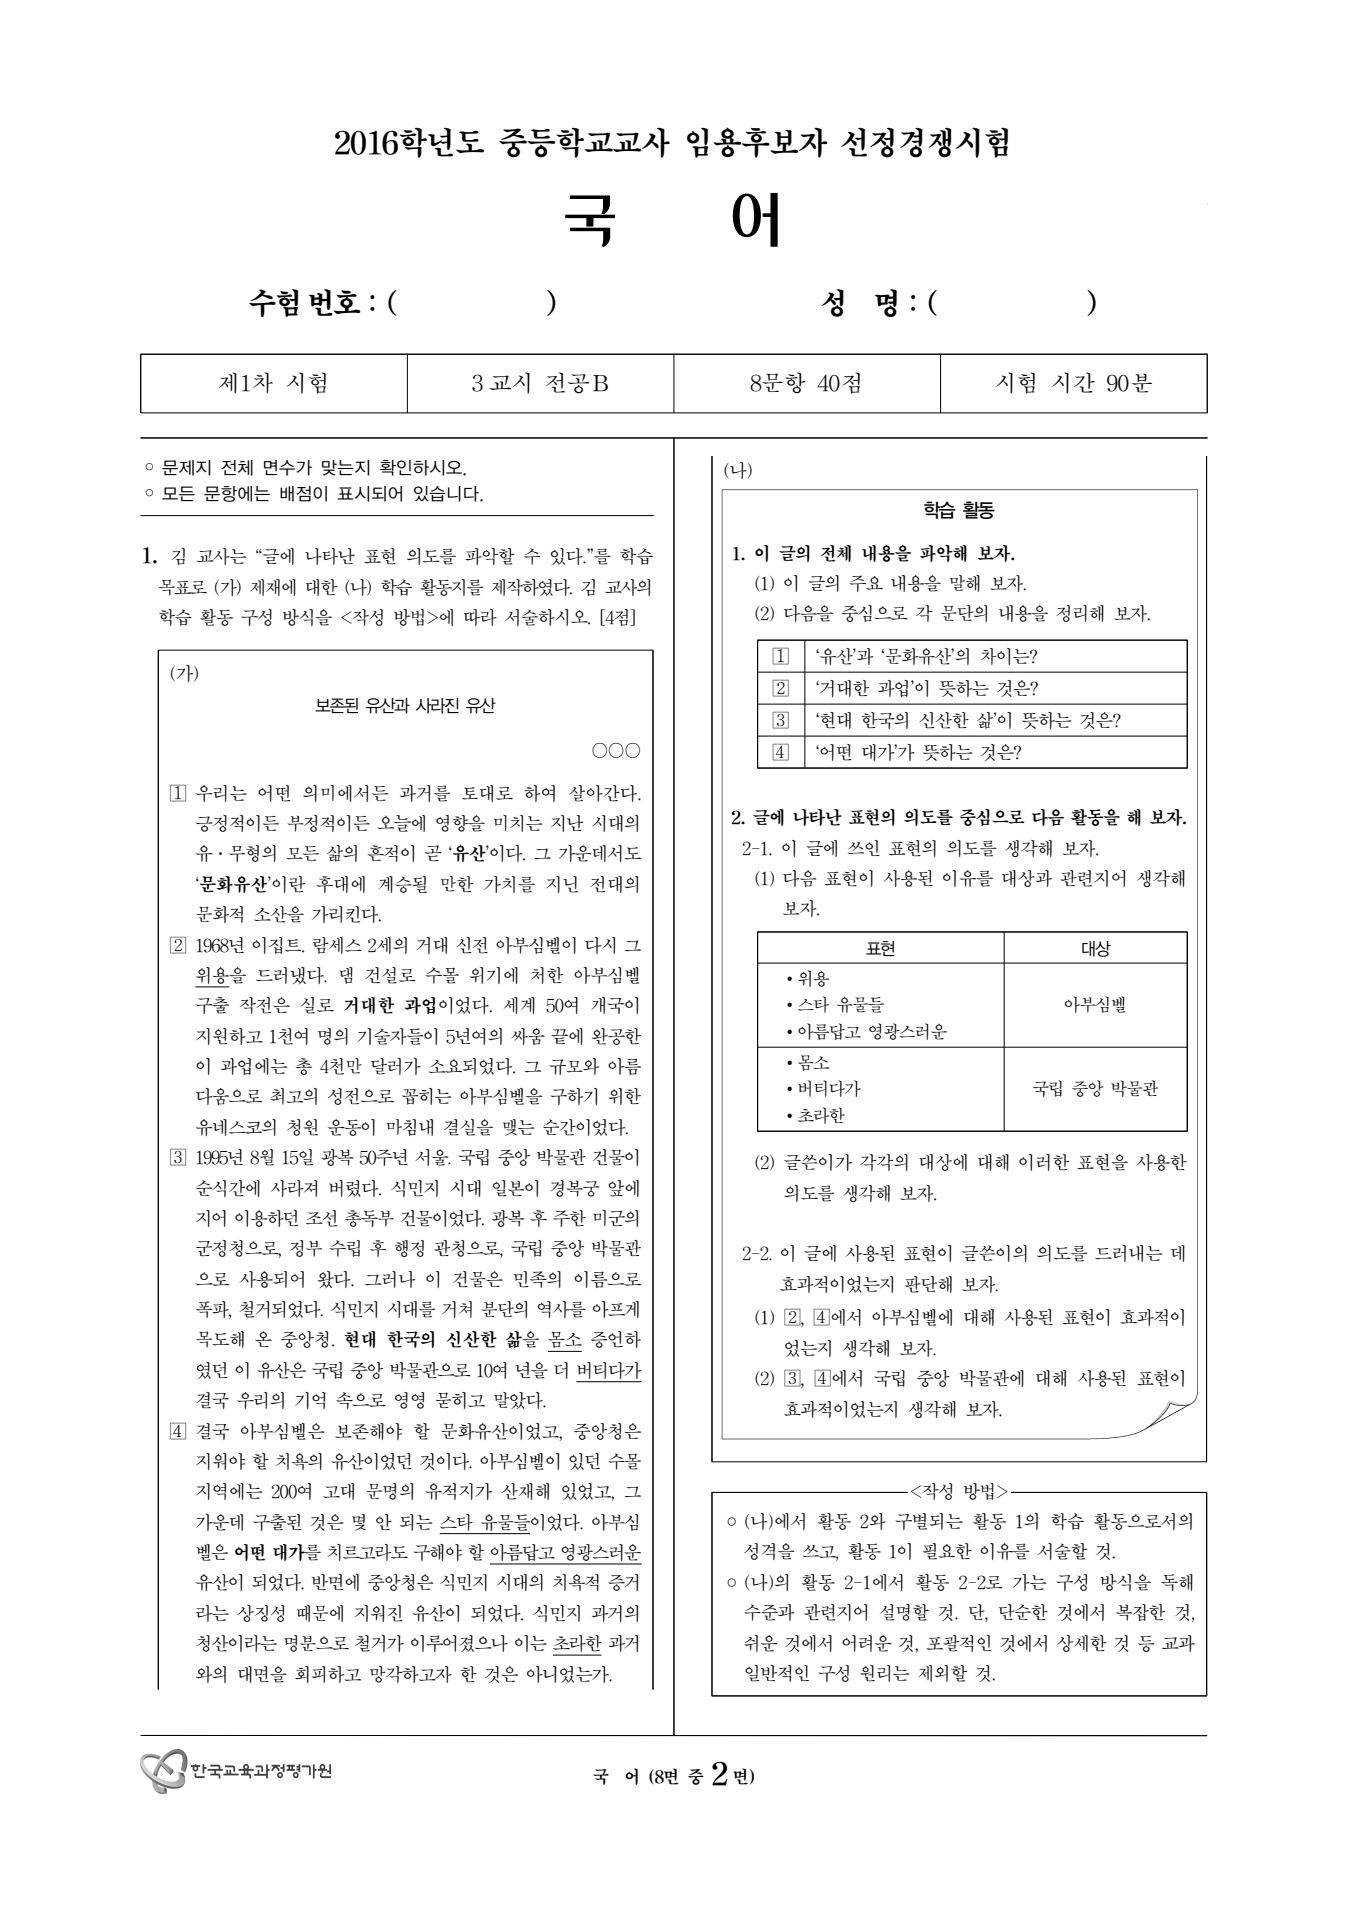 2016학년도 중등학교교사 임용후보자 선정경쟁시험
국 어
수험 번호 : ( )
성 명 : ( )
제1차 시험
3교시 전공B
8문항 40점
시험 시간 90분
○ 문제지 전체 면수가 맞는지 확인하시오.
○ 모든 문항에는 배점이 표시되어 있습니다.
1. 김 교사는 “글에 나타난 표현 의도를 파악할 수 있다.”를 학습
목표로 (가) 제재에 대한 (나) 학습 활동지를 제작하였다. 김 교사의
학습 활동 구성 방식을 <작성 방법>에 따라 서술하시오. [4점]
(가)
보존된 유산과 사라진 유산
○○○
1 우리는 어떤 의미에서든 과거를 토대로 하여 살아간다.
긍정적이든 부정적이든 오늘에 영향을 미치는 지난 시대의
유·무형의 모든 삶의 흔적이 곧 ‘유산’이다. 그 가운데서도
‘문화유산’이란 후대에 계승될 만한 가치를 지닌 전대의
문화적 소산을 가리킨다.
2 1968년 이집트. 람세스 2세의 거대 신전 아부심벨이 다시 그
위용을 드러냈다. 댐 건설로 수몰 위기에 처한 아부심벨
구출 작전은 실로 거대한 과업이었다. 세계 50여 개국이
지원하고 1천여 명의 기술자들이 5년여의 싸움 끝에 완공한
이 과업에는 총 4천만 달러가 소요되었다. 그 규모와 아름
다움으로 최고의 성전으로 꼽히는 아부심벨을 구하기 위한
유네스코의 청원 운동이 마침내 결실을 맺는 순간이었다.
3 1995년 8월 15일 광복 50주년 서울. 국립 중앙 박물관 건물이
순식간에 사라져 버렸다. 식민지 시대 일본이 경복궁 앞에
지어 이용하던 조선 총독부 건물이었다. 광복 후 주한 미군의
군정청으로, 정부 수립 후 행정 관청으로, 국립 중앙 박물관
으로 사용되어 왔다. 그러나 이 건물은 민족의 이름으로
폭파, 철거되었다. 식민지 시대를 거쳐 분단의 역사를 아프게
목도해 온 중앙청. 현대 한국의 신산한 삶을 몸소 증언하
였던 이 유산은 국립 중앙 박물관으로 10여 년을 더 버티다가
결국 우리의 기억 속으로 영영 묻히고 말았다.
4 결국 아부심벨은 보존해야 할 문화유산이었고, 중앙청은
지워야 할 치욕의 유산이었던 것이다. 아부심벨이 있던 수몰
지역에는 200여 고대 문명의 유적지가 산재해 있었고, 그
가운데 구출된 것은 몇 안 되는 스타 유물들이었다. 아부심
벨은 어떤 대가를 치르고라도 구해야 할 아름답고 영광스러운
유산이 되었다. 반면에 중앙청은 식민지 시대의 치욕적 증거
라는 상징성 때문에 지워진 유산이 되었다. 식민지 과거의
청산이라는 명분으로 철거가 이루어졌으나 이는 초라한 과거
와의 대면을 회피하고 망각하고자 한 것은 아니었는가.
(나)
학습 활동
1. 이 글의 전체 내용을 파악해 보자.
(1) 이 글의 주요 내용을 말해 보자.
(2) 다음을 중심으로 각 문단의 내용을 정리해 보자.
1 ‘유산’과 ‘문화유산’의 차이는?
2 ‘거대한 과업’이 뜻하는 것은?
3 ‘현대 한국의 신산한 삶’이 뜻하는 것은?
4 ‘어떤 대가’가 뜻하는 것은?
2. 글에 나타난 표현의 의도를 중심으로 다음 활동을 해 보자.
2-1. 이 글에 쓰인 표현의 의도를 생각해 보자.
(1) 다음 표현이 사용된 이유를 대상과 관련지어 생각해
보자.
표현 대상
•위용
•스타 유물들
•아름답고 영광스러운
아부심벨
•몸소
•버티다가
•초라한
국립 중앙 박물관
(2) 글쓴이가 각각의 대상에 대해 이러한 표현을 사용한
의도를 생각해 보자.
2-2. 이 글에 사용된 표현이 글쓴이의 의도를 드러내는 데
효과적이었는지 판단해 보자.
(1) 2, 4에서 아부심벨에 대해 사용된 표현이 효과적이
었는지 생각해 보자.
(2) 3, 4에서 국립 중앙 박물관에 대해 사용된 표현이
효과적이었는지 생각해 보자.
<작성 방법>
○ (나)에서 활동 2와 구별되는 활동 1의 학습 활동으로서의
성격을 쓰고, 활동 1이 필요한 이유를 서술할 것.
○ (나)의 활동 2-1에서 활동 2-2로 가는 구성 방식을 독해
수준과 관련지어 설명할 것. 단, 단순한 것에서 복잡한 것,
쉬운 것에서 어려운 것, 포괄적인 것에서 상세한 것 등 교과
일반적인 구성 원리는 제외할 것.
한국교육과정평가원
국 어 (8면 중 2 면)